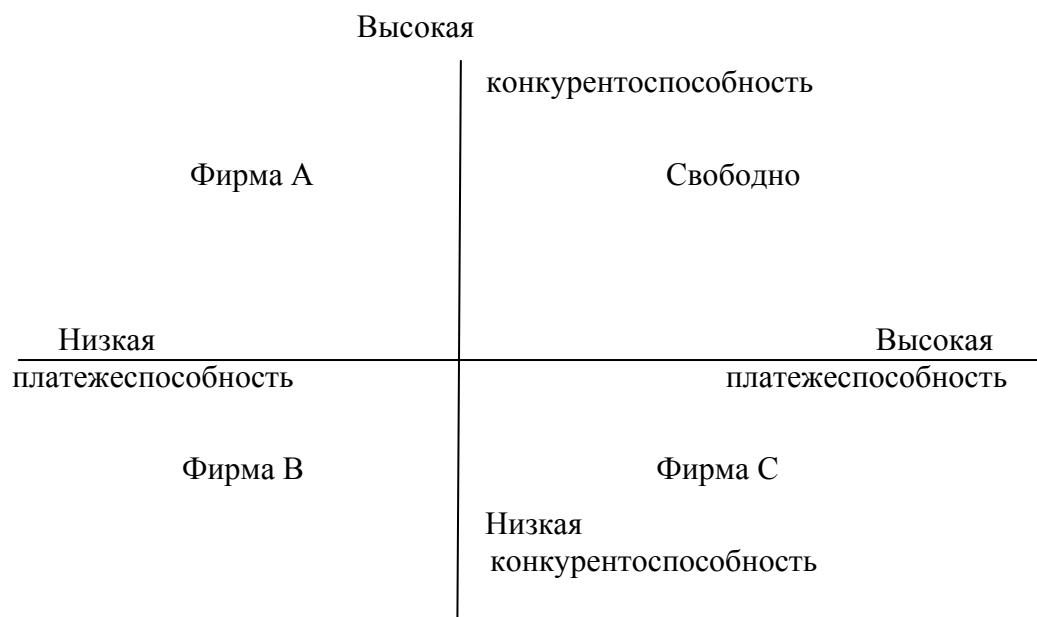 Высокая
конкурентоспособность
Фирма А
Свободно
Низкая
Высокая
платежеспособность
платежеспособность
Фирма В
Фирма С
Низкая
конкурентоспособность